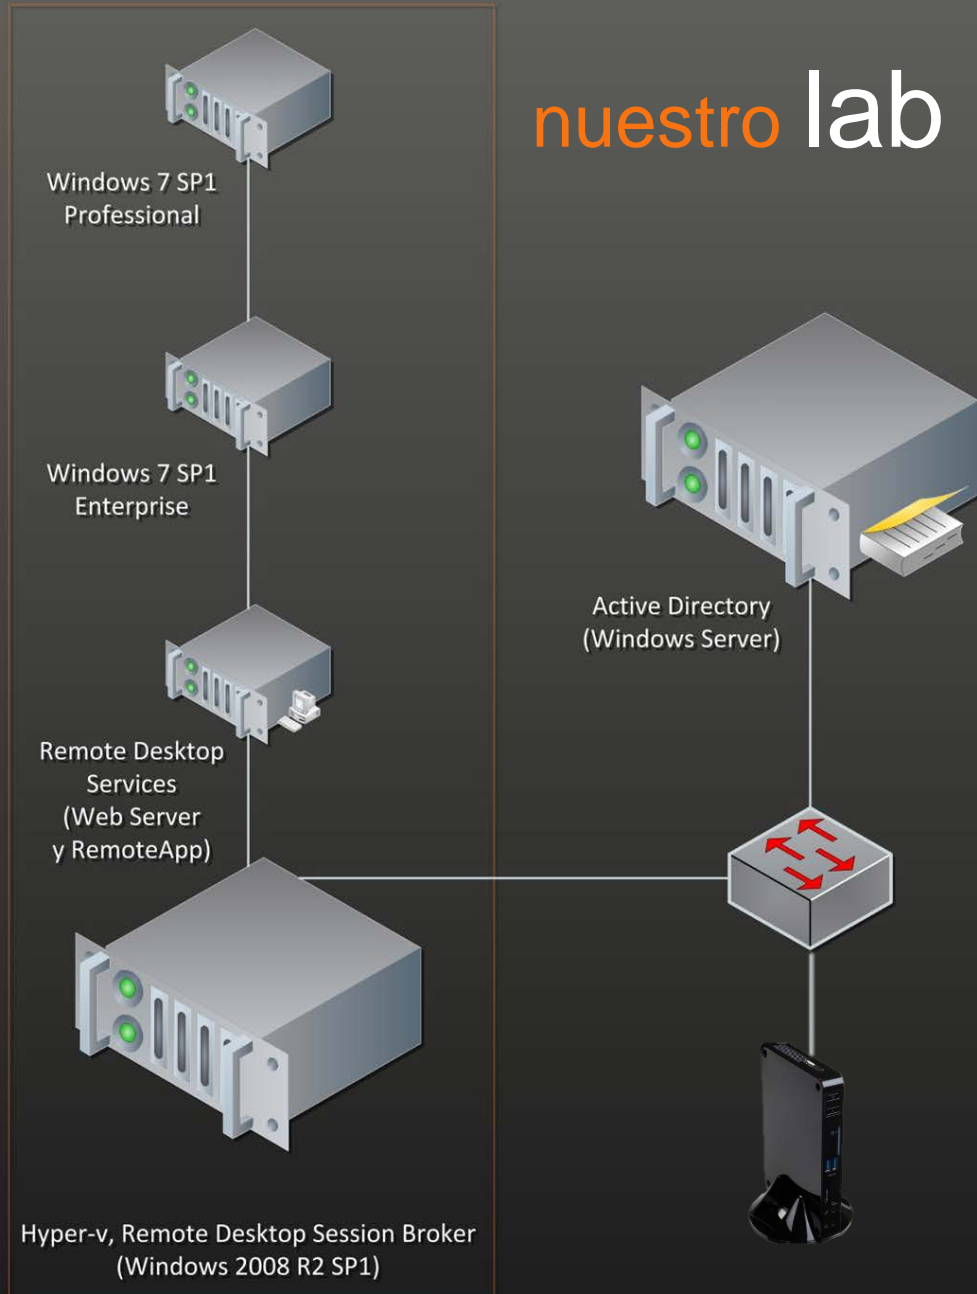 nuestro lab
Windows 7 SP1
Professional
Windows 7 SP1
Enterprise
Remote Desktop
Services
(Web Server
y RemoteApp)
Hyper-v, Remote Desktop Session Broker
(Windows 2008 R2 SP1)
Active Directory
(Windows Server)